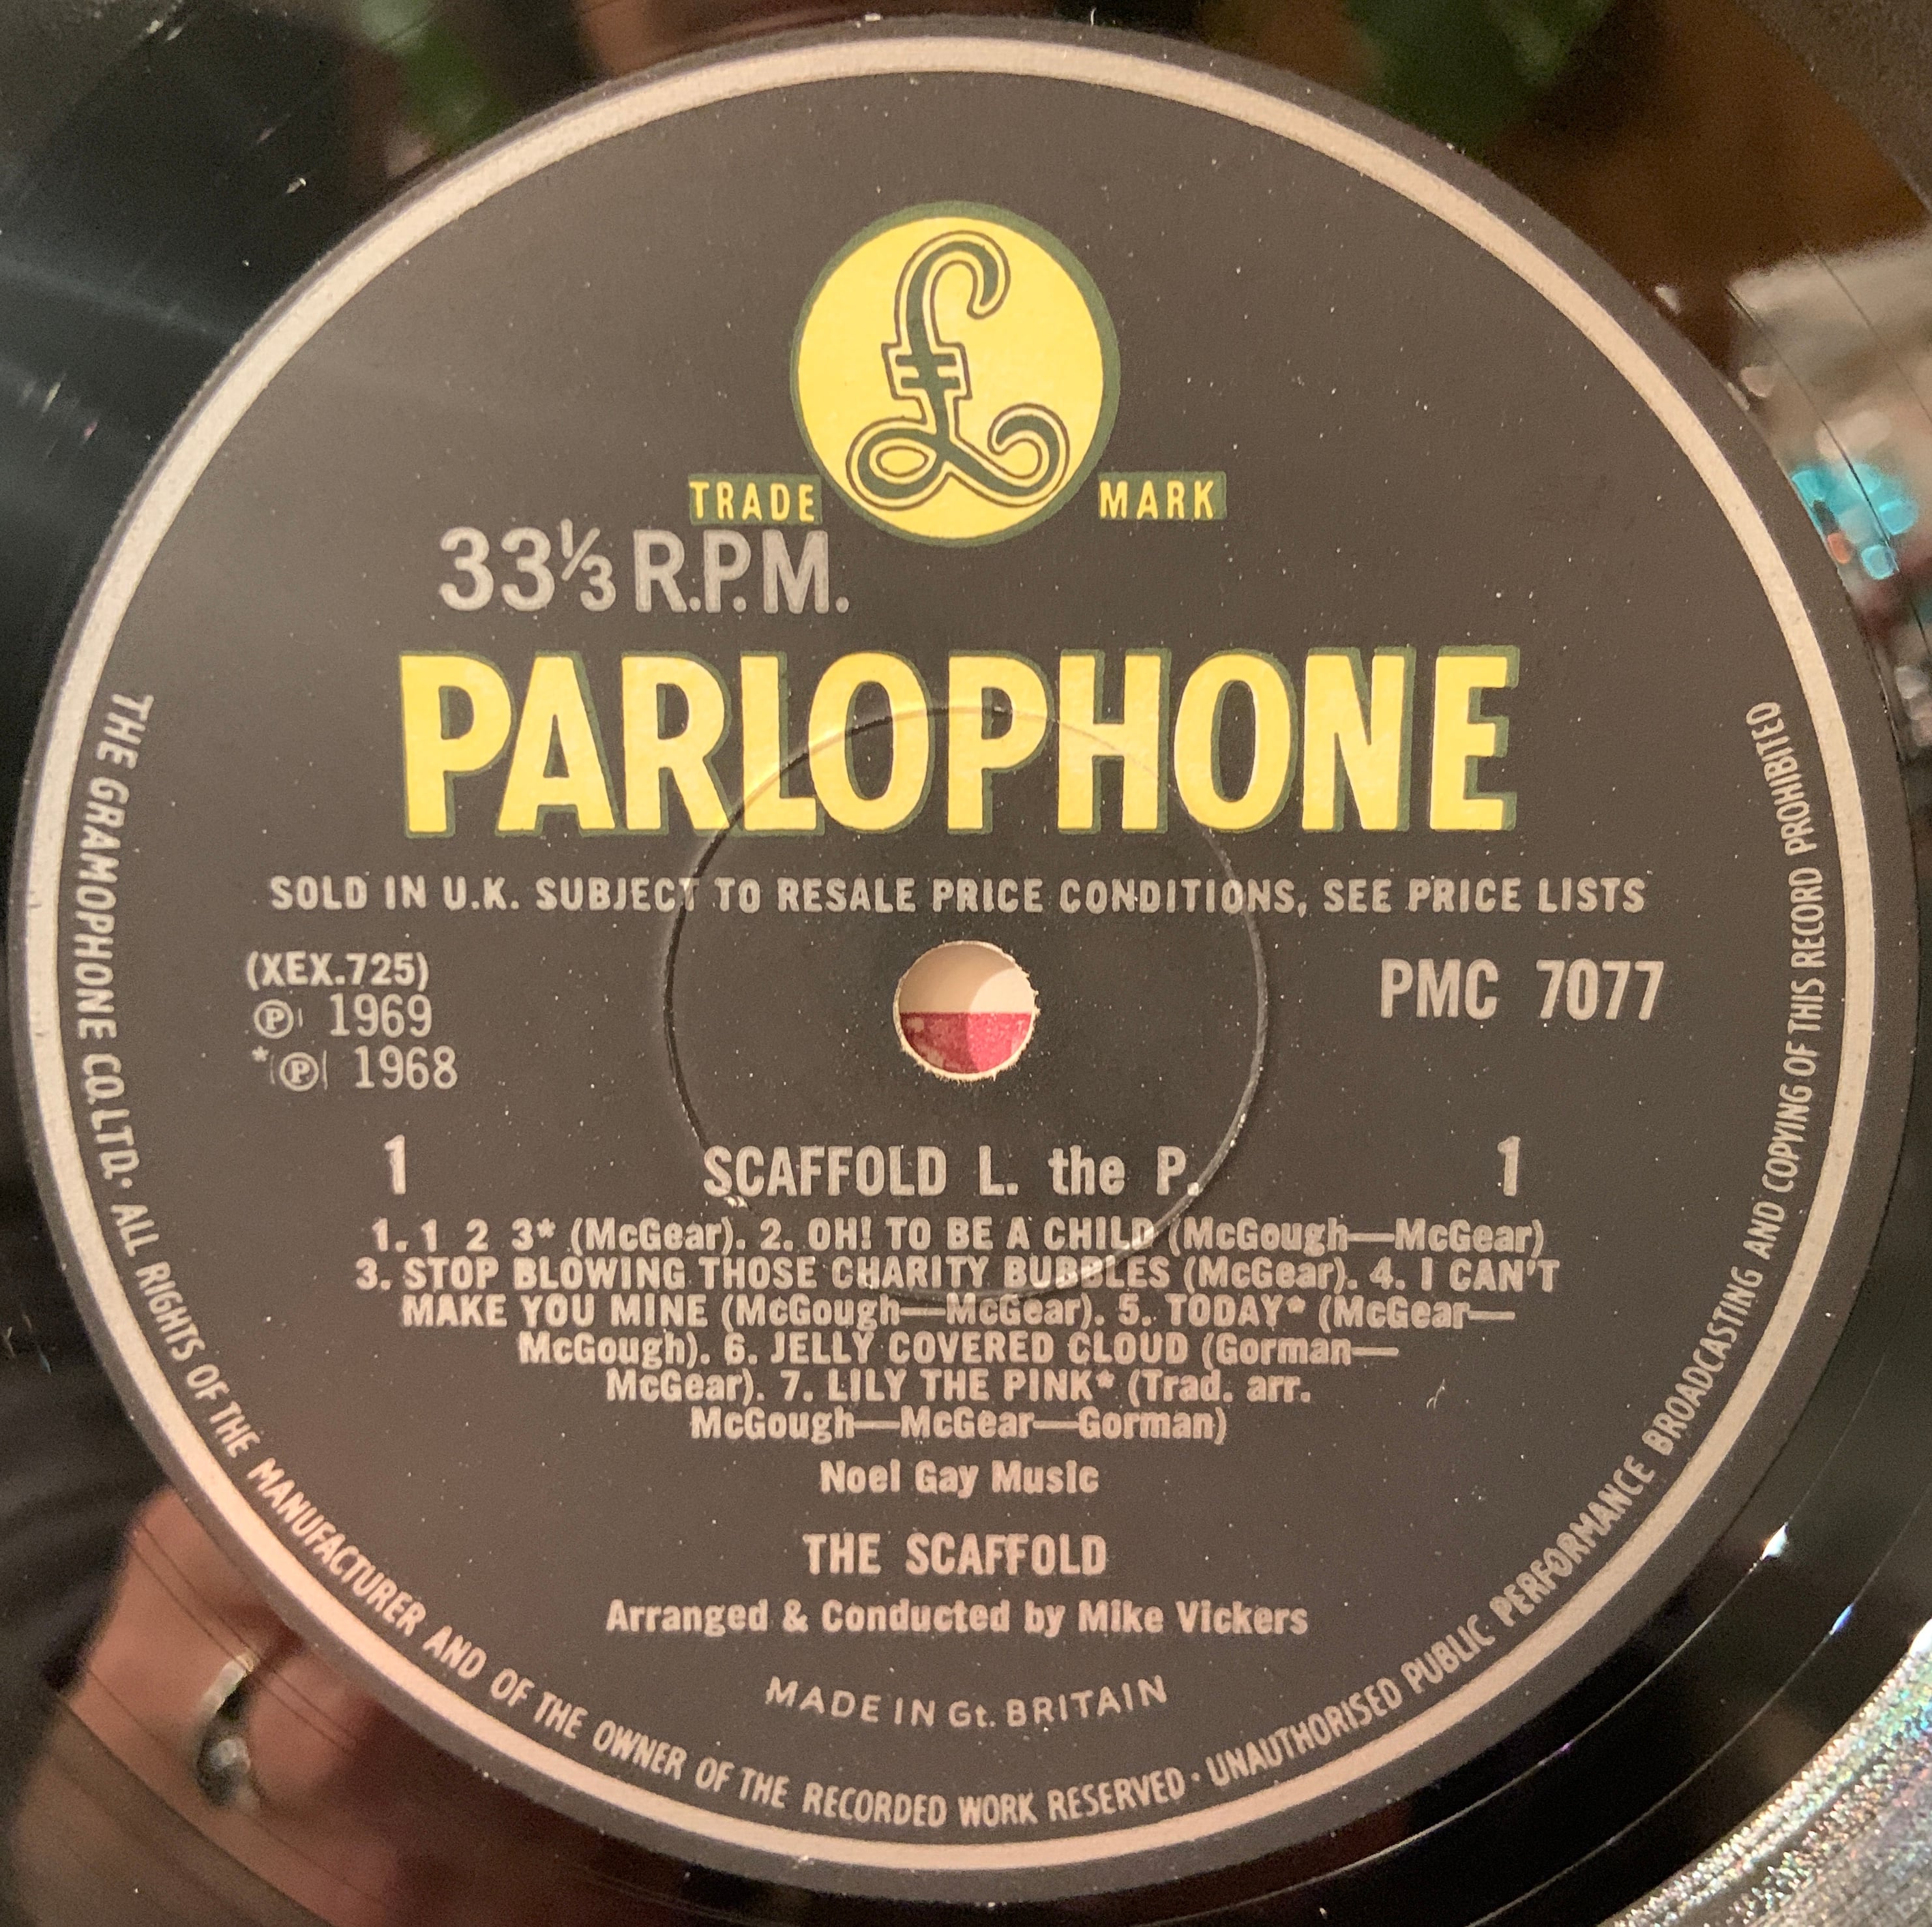 £
TRADE MARK
33⅓ R.P.M.
PARLOPHONE
SOLD IN U.K. SUBJECT TO RESALE PRICE CONDITIONS, SEE PRICE LISTS
(XEX.725)
Ⓟ 1969
*Ⓟ 1968
PMC 7077
1 SCAFFOLD L. the P. 1
1. 1 2 3* (McGear). 2. OH! TO BE A CHILD (McGough—McGear)
3. STOP BLOWING THOSE CHARITY BUBBLES (McGear). 4. I CAN'T
MAKE YOU MINE (McGough—McGear). 5. TODAY* (McGear—
McGough). 6. JELLY COVERED CLOUD (Gorman—
McGear). 7. LILY THE PINK* (Trad. arr.
McGough—McGear—Gorman)
Noel Gay Music
THE SCAFFOLD
Arranged & Conducted by Mike Vickers
MADE IN Gt. BRITAIN
THE GRAMOPHONE CO. LTD. · ALL RIGHTS OF THE MANUFACTURER AND OF THE OWNER OF THE RECORDED WORK RESERVED · UNAUTHORISED PUBLIC PERFORMANCE BROADCASTING AND COPYING OF THIS RECORD PROHIBITED